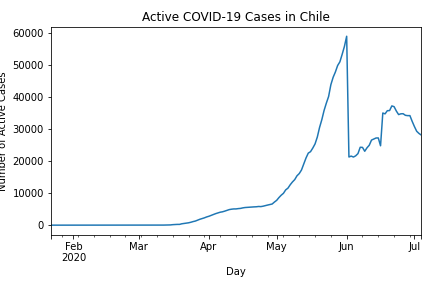 Active COVID-19 Cases in Chile
Number of Active Cases
60000
50000
40000
30000
20000
10000
0
Feb Mar Apr May Jun Jul
2020
Day